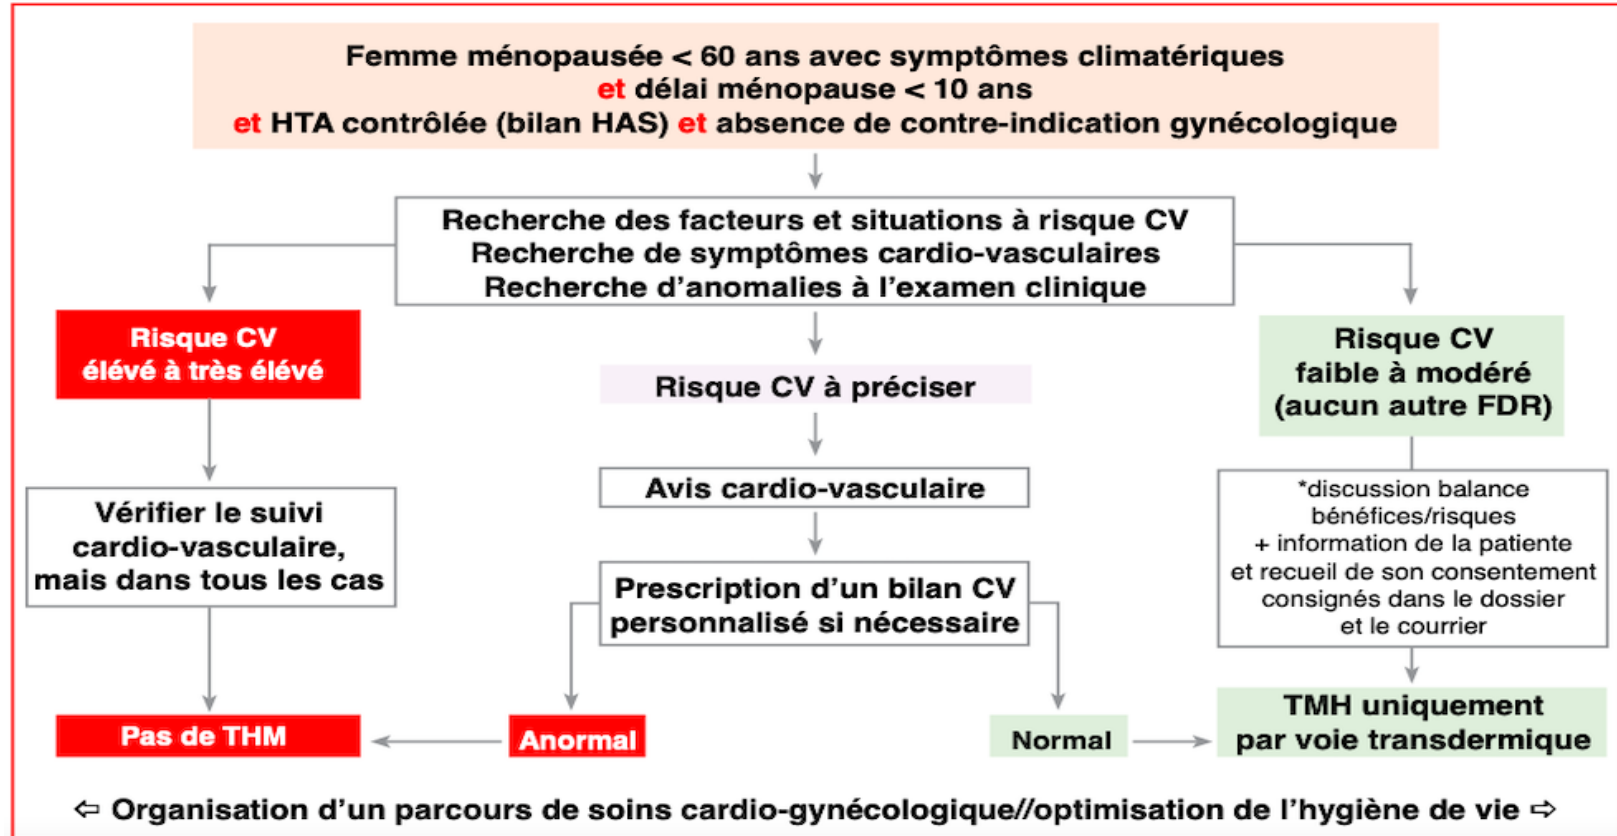 Femme ménopausée < 60 ans avec symptômes climatériques
et délai ménopause < 10 ans
et HTA contrôlée (bilan HAS) et absence de contre-indication gynécologique
Recherche des facteurs et situations à risque CV
Recherche de symptômes cardio-vasculaires
Recherche d’anomalies à l’examen clinique
Risque CV
élévé à très élévé
Risque CV à préciser
Risque CV
faible à modéré
(aucun autre FDR)
Vérifier le suivi
cardio-vasculaire,
mais dans tous les cas
Avis cardio-vasculaire
*discussion balance
bénéfices/risques
+ information de la patiente
et recueil de son consentement
consignés dans le dossier
et le courrier
Prescription d’un bilan CV
personnalisé si nécessaire
Pas de THM
Anormal
Normal
TMH uniquement
par voie transdermique
⇦ Organisation d’un parcours de soins cardio-gynécologique//optimisation de l’hygiène de vie ⇨